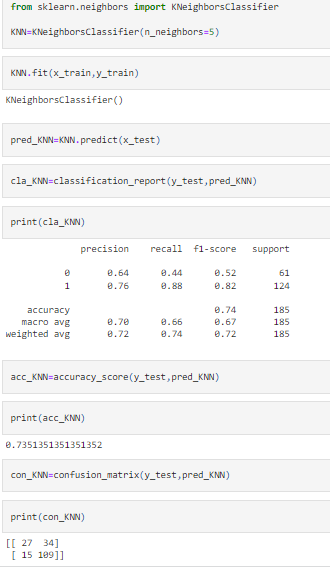 from sklearn.neighbors import KNeighborsClassifier
KNN=KNeighborsClassifier(n_neighbors=5)
KNN.fit(x_train,y_train)
KNeighborsClassifier()
pred_KNN=KNN.predict(x_test)
cla_KNN=classification_report(y_test,pred_KNN)
print(cla_KNN)
precision recall f1-score support
0 0.64 0.44 0.52 61
1 0.76 0.88 0.82 124
accuracy 0.74 185
macro avg 0.70 0.66 0.67 185
weighted avg 0.72 0.74 0.72 185
acc_KNN=accuracy_score(y_test,pred_KNN)
print(acc_KNN)
0.7351351351351352
con_KNN=confusion_matrix(y_test,pred_KNN)
print(con_KNN)
[[ 27 34]
[ 15 109]]